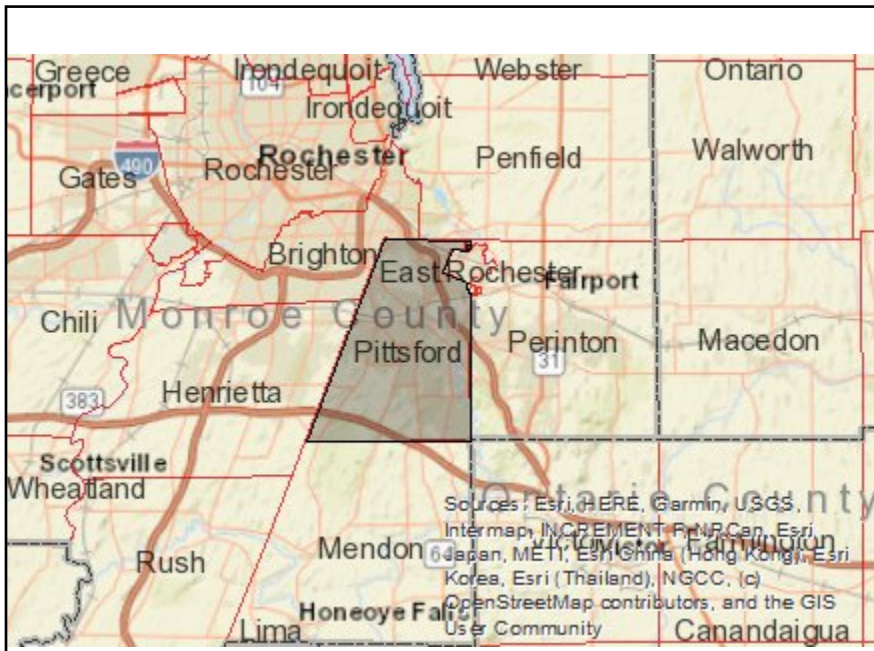 Greece
Irondequoit
Webster
Ontario
cerport
104
Irondequoit
490
Rochester
Penfield
Walworth
Gates
Rochester
Brighton
East Rochester
Fairport
Chili
Monroe County
Pittsford
Perinton
Macedon
31
Henrietta
383
Scottsville
Wheatland
Ontario County
Sources: Esri, HERE, Garmin, USGS,
Intermap, INCREMENT P, NRCan, Esri
Japan, METI, Esri China (Hong Kong), Esri
Korea, Esri (Thailand), NGCC, (c)
OpenStreetMap contributors, and the GIS
User Community
Rush
Mendon
64
Farmington
Honeoye Falls
Lima
Canandaigua